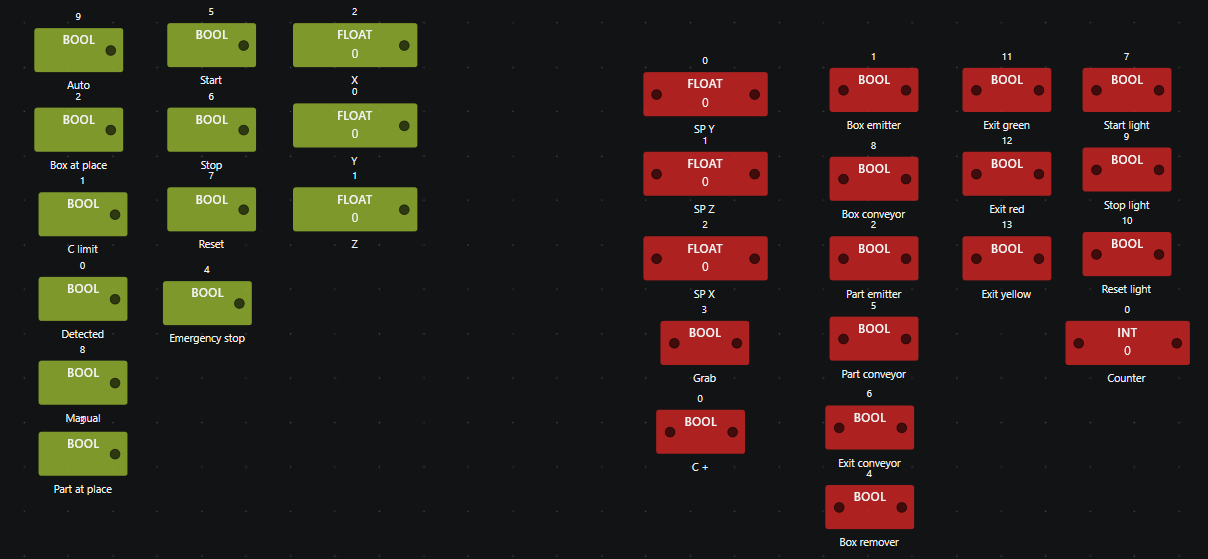 9
BOOL
Auto
2
BOOL
Box at place
1
BOOL
C limit
0
BOOL
Detected
8
BOOL
Manual
BOOL
Part at place
5
BOOL
Start
6
BOOL
Stop
7
BOOL
Reset
4
BOOL
Emergency stop
2
FLOAT
0
X
0
FLOAT
0
Y
1
FLOAT
0
Z
0
FLOAT
0
SP Y
1
FLOAT
0
SP Z
2
FLOAT
0
SP X
3
BOOL
Grab
0
BOOL
C +
1
BOOL
Box emitter
8
BOOL
Box conveyor
2
BOOL
Part emitter
5
BOOL
Part conveyor
6
BOOL
Exit conveyor
4
BOOL
Box remover
11
BOOL
Exit green
12
BOOL
Exit red
13
BOOL
Exit yellow
7
BOOL
Start light
9
BOOL
Stop light
10
BOOL
Reset light
0
INT
0
Counter